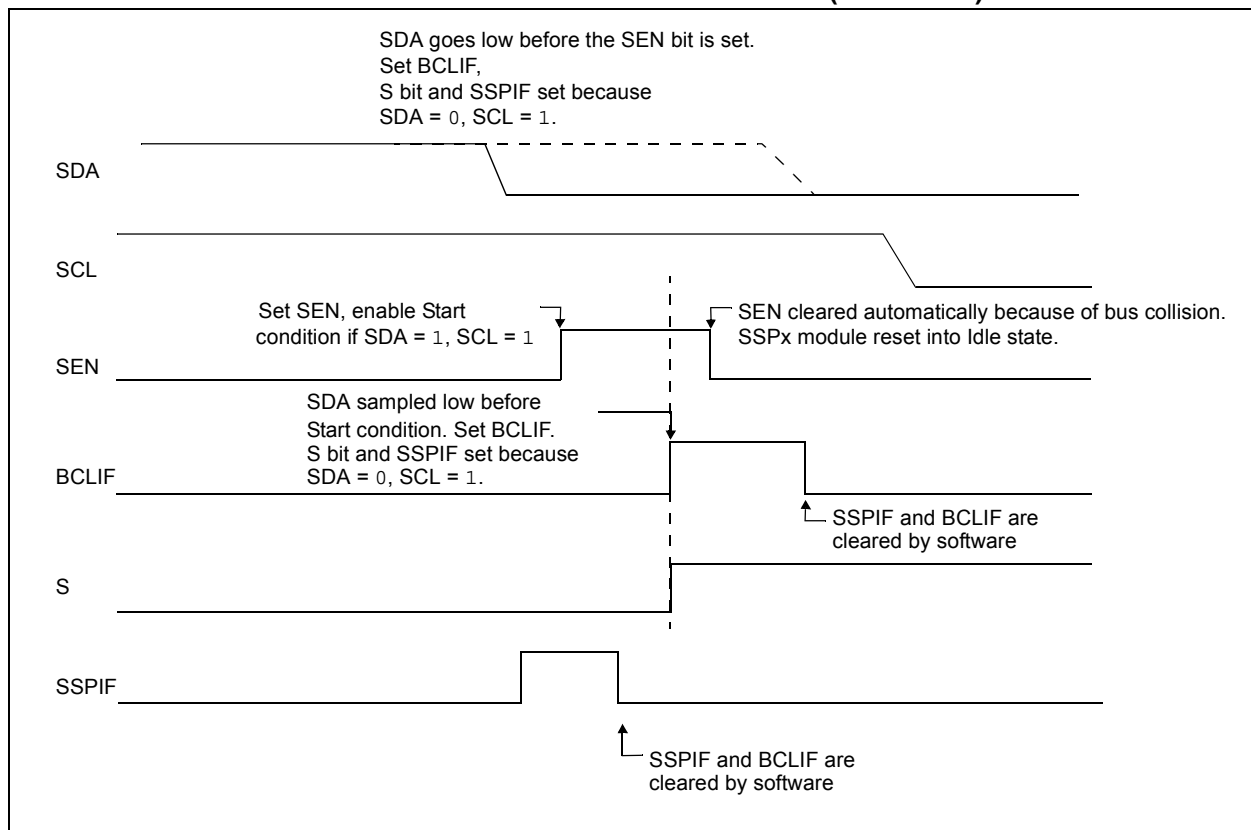 SDA goes low before the SEN bit is set.
Set BCLIF,
S bit and SSPIF set because
SDA = 0, SCL = 1.
SDA
SCL
Set SEN, enable Start
condition if SDA = 1, SCL = 1
SEN cleared automatically because of bus collision.
SSPx module reset into Idle state.
SEN
SDA sampled low before
Start condition. Set BCLIF.
S bit and SSPIF set because
SDA = 0, SCL = 1.
BCLIF
SSPIF and BCLIF are
cleared by software
S
SSPIF
SSPIF and BCLIF are
cleared by software